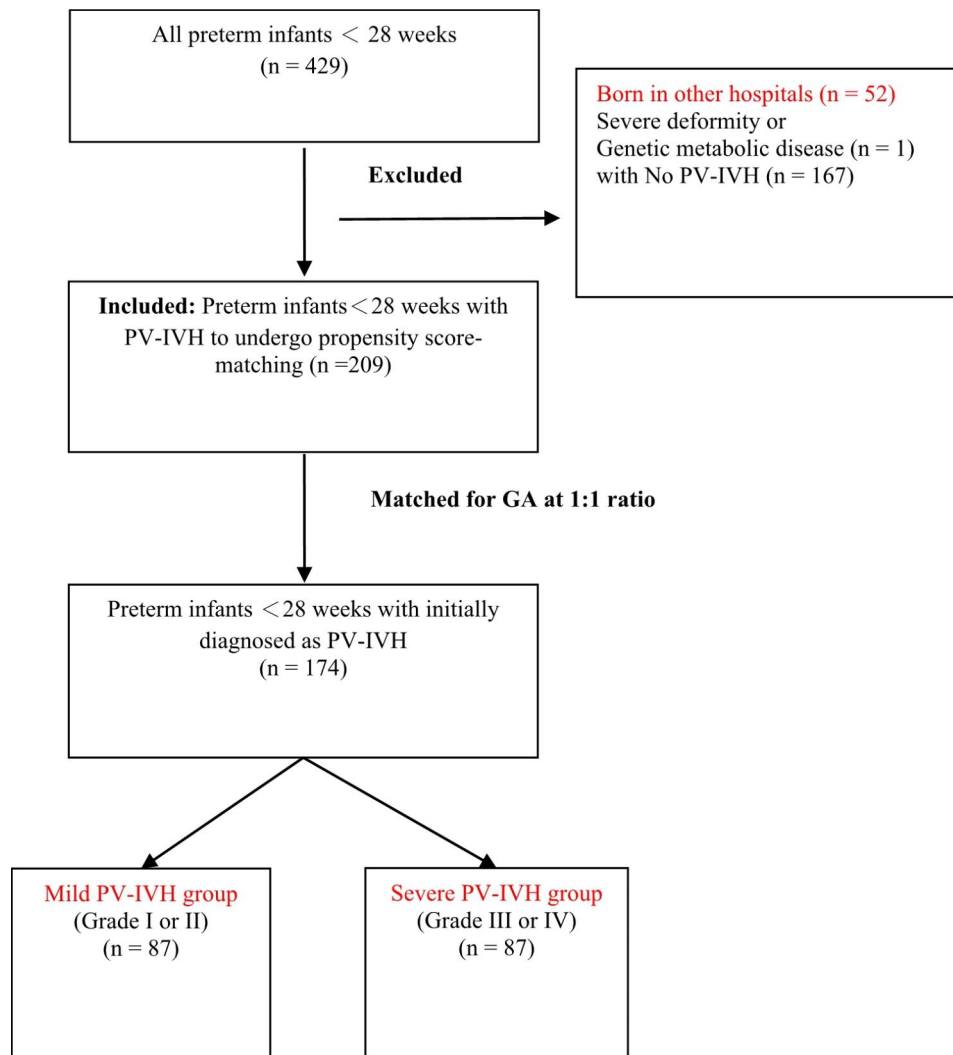 All preterm infants < 28 weeks
(n = 429)
Born in other hospitals (n = 52)
Severe deformity or
Genetic metabolic disease (n = 1)
with No PV-IVH (n = 167)
Excluded
Included: Preterm infants < 28 weeks with
PV-IVH to undergo propensity score-
matching (n =209)
Matched for GA at 1:1 ratio
Preterm infants < 28 weeks with initially
diagnosed as PV-IVH
(n = 174)
Mild PV-IVH group
(Grade I or II)
(n = 87)
Severe PV-IVH group
(Grade III or IV)
(n = 87)